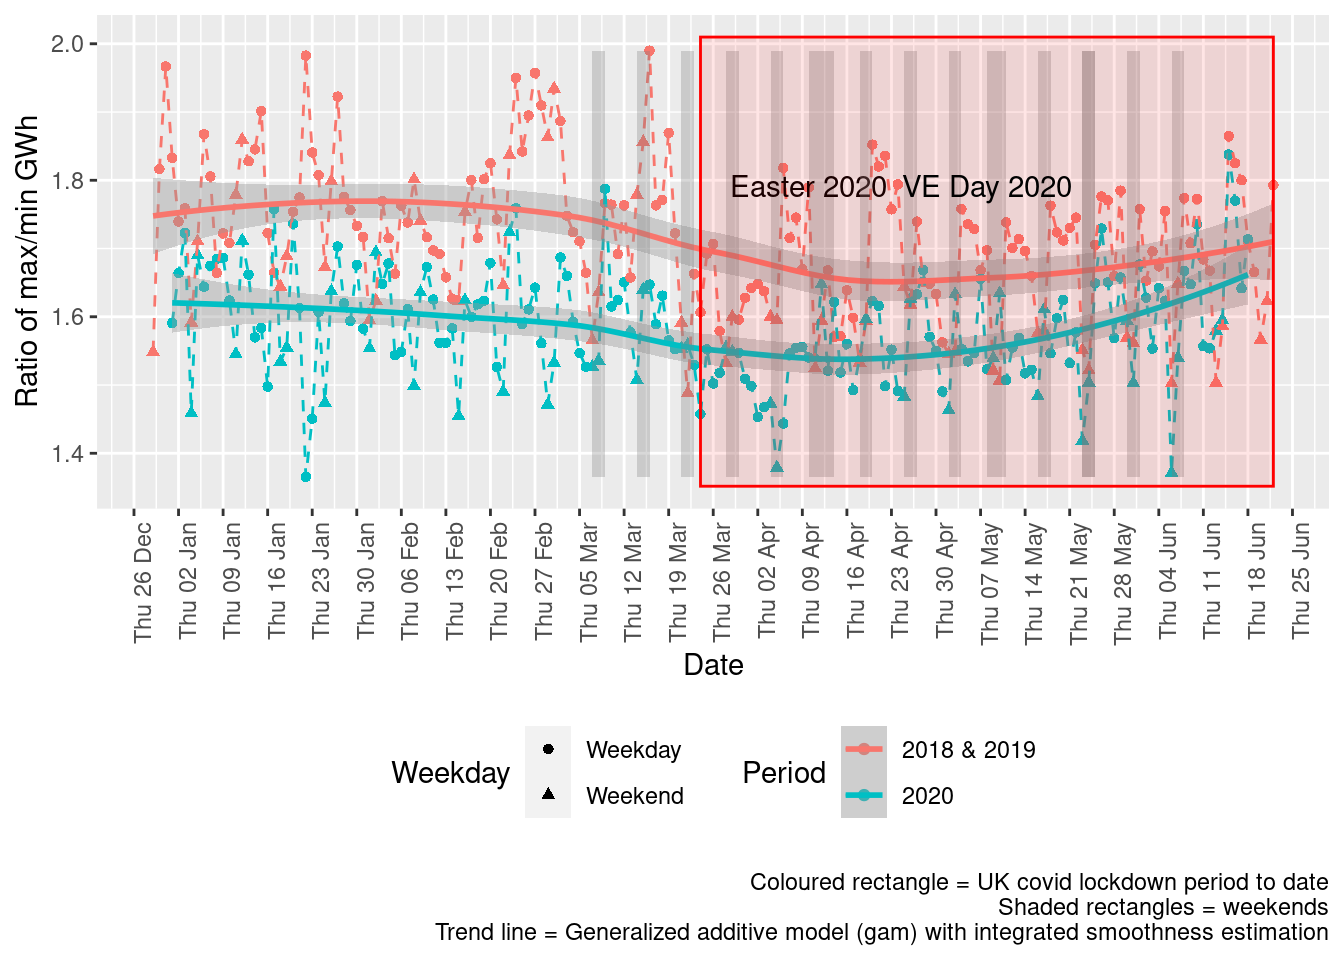 Ratio of max/min GWh
2.0
1.8
1.6
1.4
Easter 2020 VE Day 2020
Thu 26 Dec
Thu 02 Jan
Thu 09 Jan
Thu 16 Jan
Thu 23 Jan
Thu 30 Jan
Thu 06 Feb
Thu 13 Feb
Thu 20 Feb
Thu 27 Feb
Thu 05 Mar
Thu 12 Mar
Thu 19 Mar
Thu 26 Mar
Thu 02 Apr
Thu 09 Apr
Thu 16 Apr
Thu 23 Apr
Thu 30 Apr
Thu 07 May
Thu 14 May
Thu 21 May
Thu 28 May
Thu 04 Jun
Thu 11 Jun
Thu 18 Jun
Thu 25 Jun
Date
Weekday
Weekday
Weekend
Period
2018 & 2019
2020
Coloured rectangle = UK covid lockdown period to date
Shaded rectangles = weekends
Trend line = Generalized additive model (gam) with integrated smoothness estimation